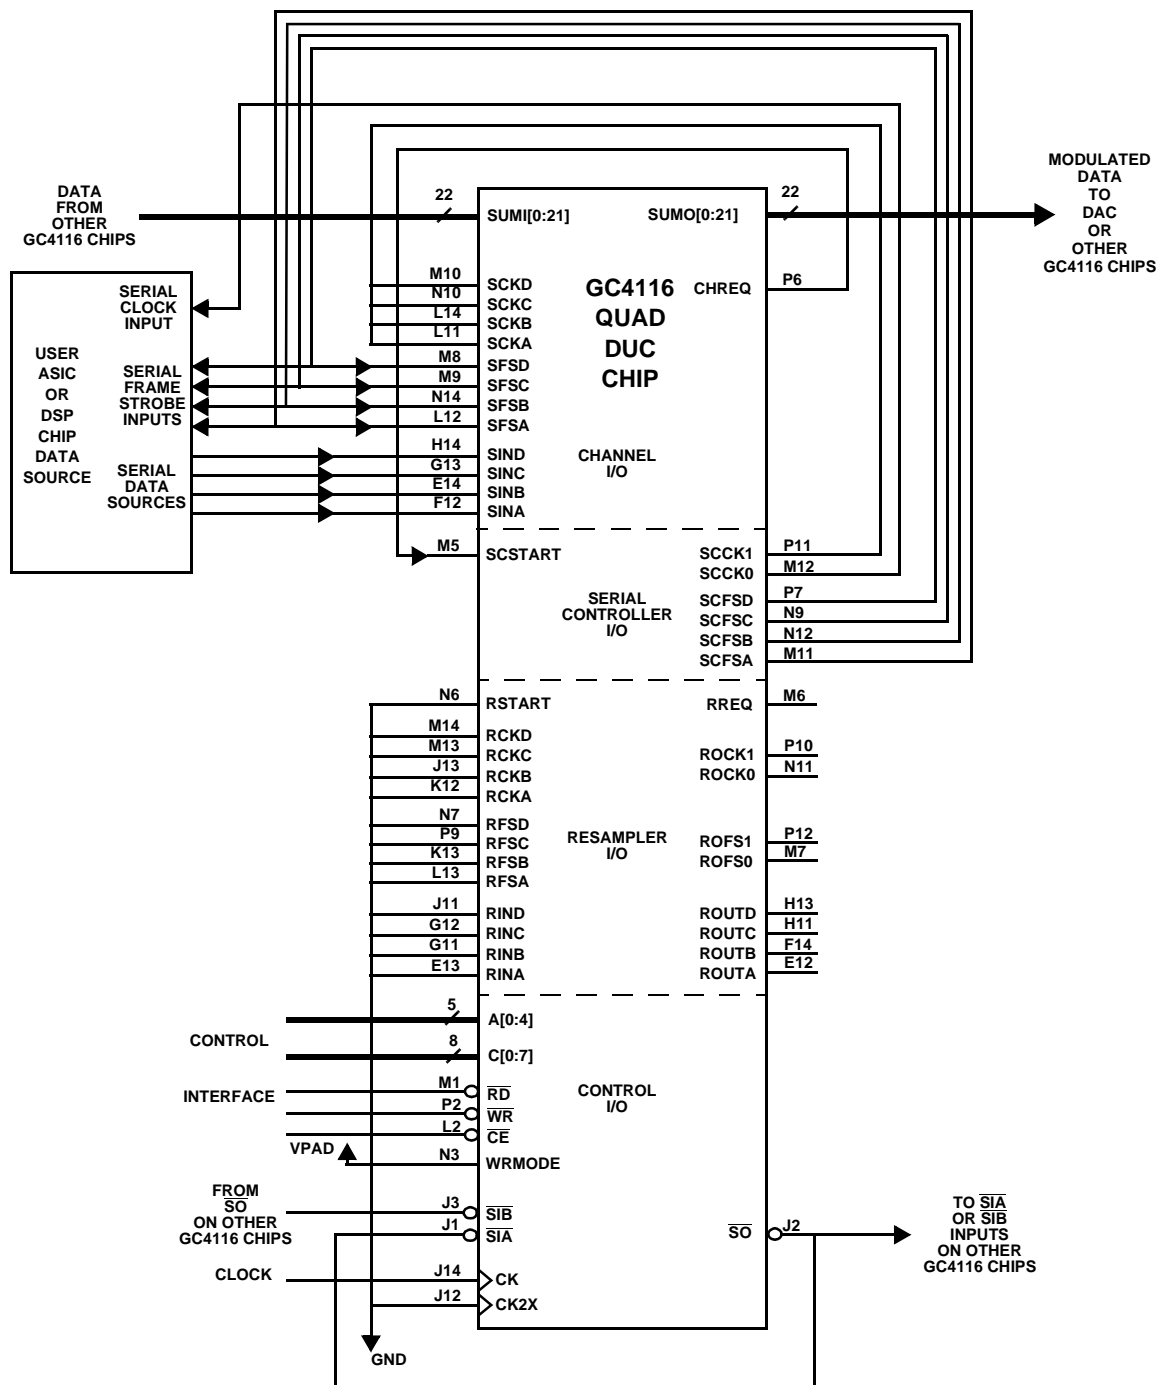 DATA
FROM
OTHER
GC4116 CHIPS
22
SUMI[0:21]
SUMO[0:21]
22
MODULATED
DATA
TO
DAC
OR
OTHER
GC4116 CHIPS
USER
ASIC
OR
DSP
CHIP
DATA
SOURCE
SERIAL
CLOCK
INPUT
SERIAL
FRAME
STROBE
INPUTS
SERIAL
DATA
SOURCES
GC4116
QUAD
DUC
CHIP
M10 SCKD
N10 SCKC
L14 SCKB
L11 SCKA
M8 SFSD
M9 SFSC
N14 SFSB
L12 SFSA
H14 SIND
G13 SINC
E14 SINB
F12 SINA
CHREQ P6
CHANNEL
I/O
M5 SCSTART
SERIAL
CONTROLLER
I/O
SCCK1 P11
SCCK0 M12
SCFSD P7
SCFSC N9
SCFSB N12
SCFSA M11
N6 RSTART
M14 RCKD
M13 RCKC
J13 RCKB
K12 RCKA
N7 RFSD
P9 RFSC
K13 RFSB
L13 RFSA
J11 RIND
G12 RINC
G11 RINB
E13 RINA
RESAMPLER
I/O
RREQ M6
ROCK1 P10
ROCK0 N11
ROFS1 P12
ROFS0 M7
ROUTD H13
ROUTC H11
ROUTB F14
ROUTA E12
CONTROL
INTERFACE
5 A[0:4]
8 C[0:7]
M1 RD
P2 WR
L2 CE
VPAD
N3 WRMODE
CONTROL
I/O
FROM
SO
ON OTHER
GC4116 CHIPS
J3 SIB
J1 SIA
SO J2
TO SIA
OR SIB
INPUTS
ON OTHER
GC4116 CHIPS
CLOCK
J14 CK
J12 CK2X
GND